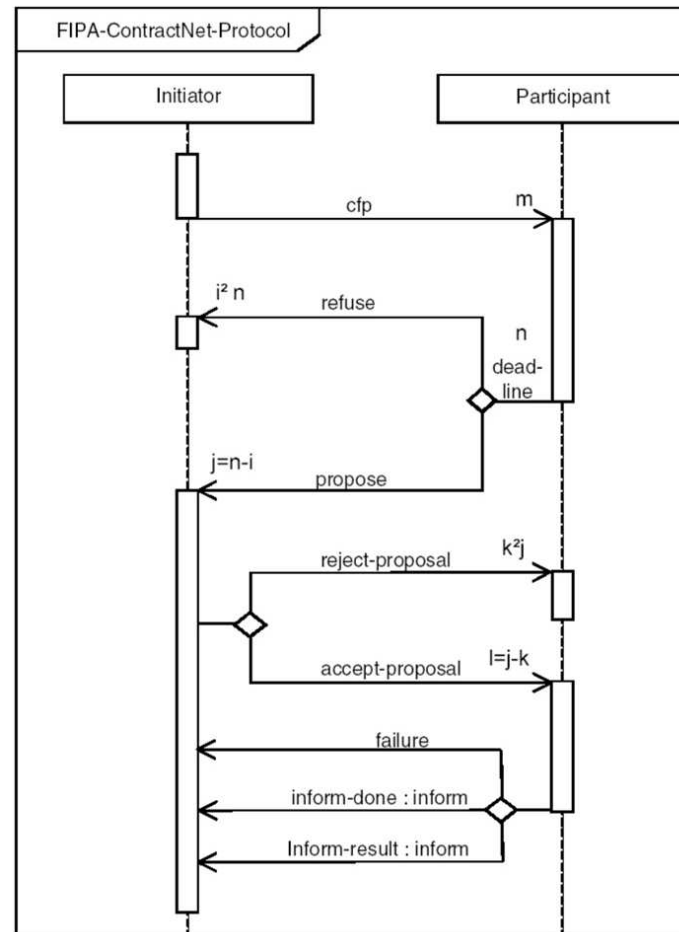 FIPA-ContractNet-Protocol
Initiator
Participant
cfp
m
i² n
refuse
n
dead-
line
j=n-i
propose
reject-proposal
k²j
accept-proposal
l=j-k
failure
inform-done : inform
Inform-result : inform